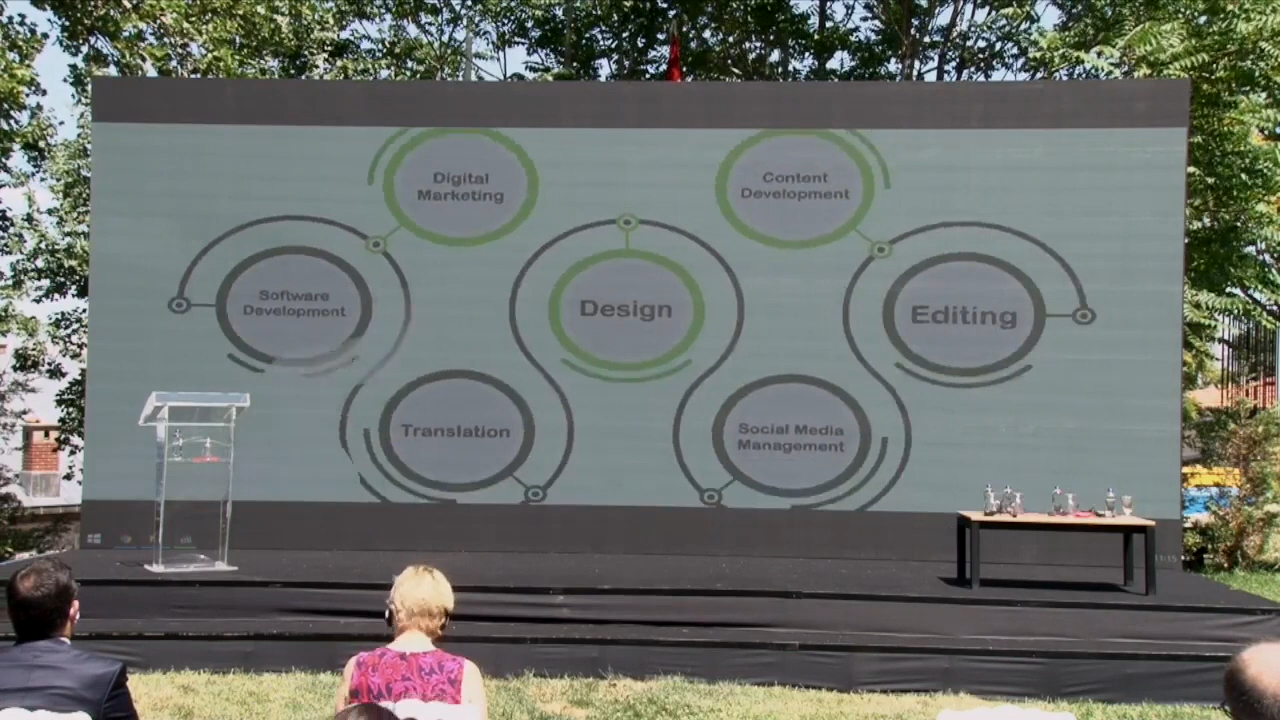 Digital
Marketing
Content
Development
Software
Development
Design
Editing
Translation
Social Media
Management